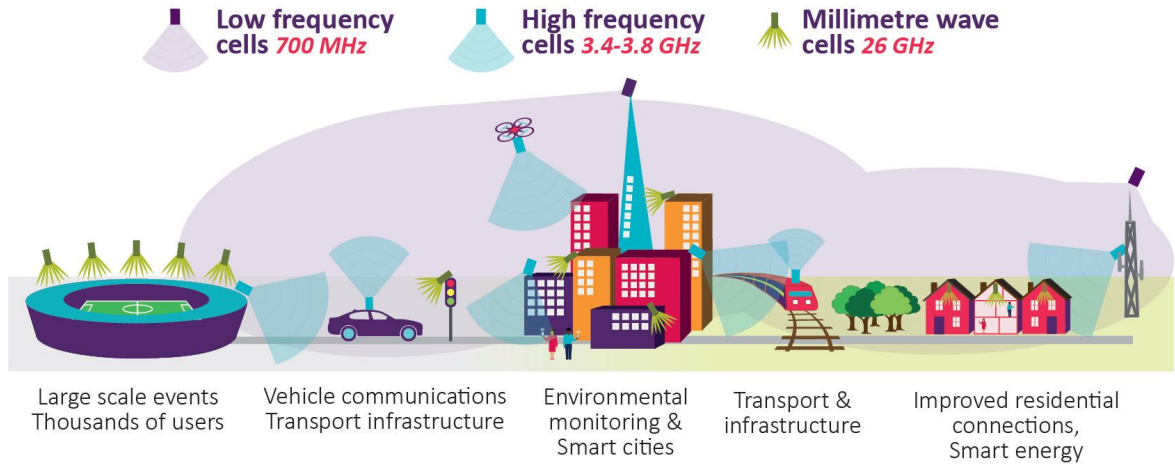 Low frequency
cells 700 MHz
High frequency
cells 3.4-3.8 GHz
Millimetre wave
cells 26 GHz
Large scale events
Thousands of users
Vehicle communications
Transport infrastructure
Environmental
monitoring &
Smart cities
Transport &
infrastructure
Improved residential
connections,
Smart energy